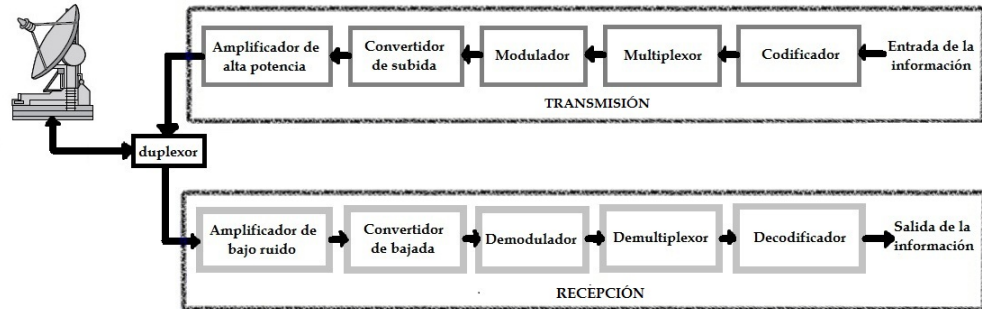 Amplificador de
alta potencia
Convertidor
de subida
Modulador
Multiplexor
Codificador
Entrada de la
información
TRANSMISIÓN
duplexor
Amplificador de
bajo ruido
Convertidor
de bajada
Demodulador
Demultiplexor
Decodificador
Salida de la
información
RECEPCIÓN